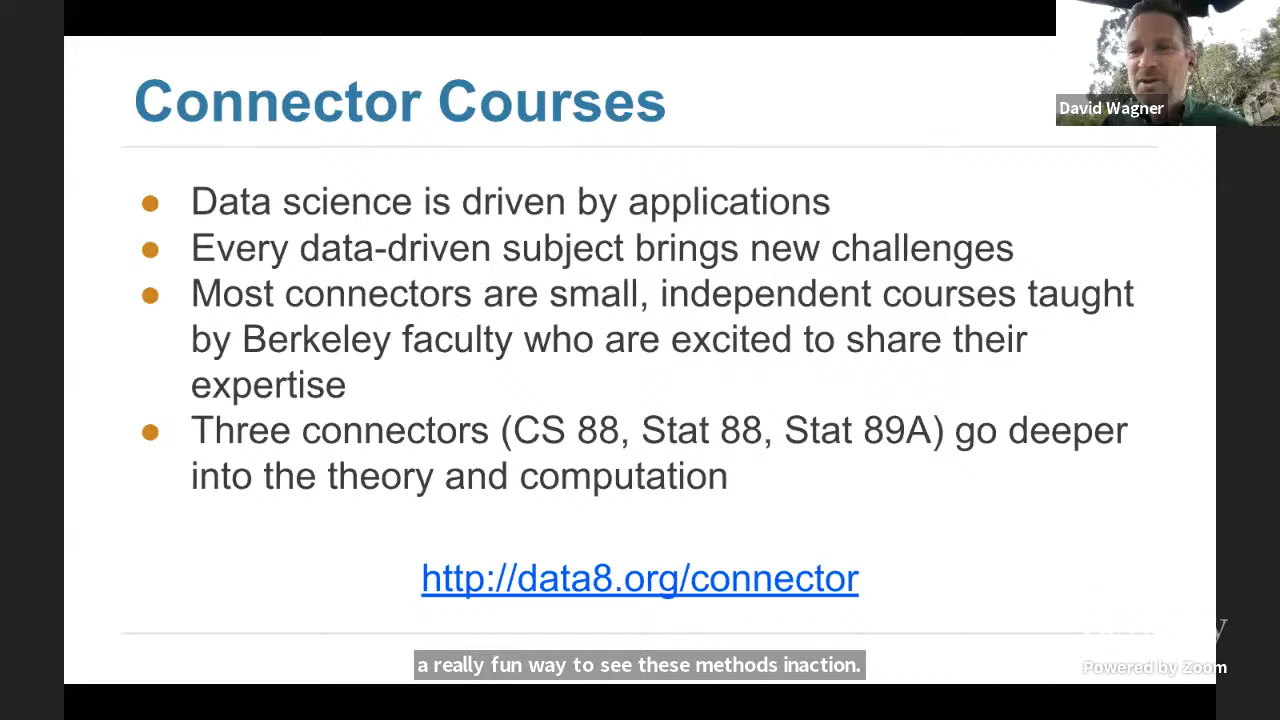 Connector Courses
David Wagner
● Data science is driven by applications
● Every data-driven subject brings new challenges
● Most connectors are small, independent courses taught
by Berkeley faculty who are excited to share their
expertise
● Three connectors (CS 88, Stat 88, Stat 89A) go deeper
into the theory and computation
http://data8.org/connector
a really fun way to see these methods inaction.
Powered by Zoom